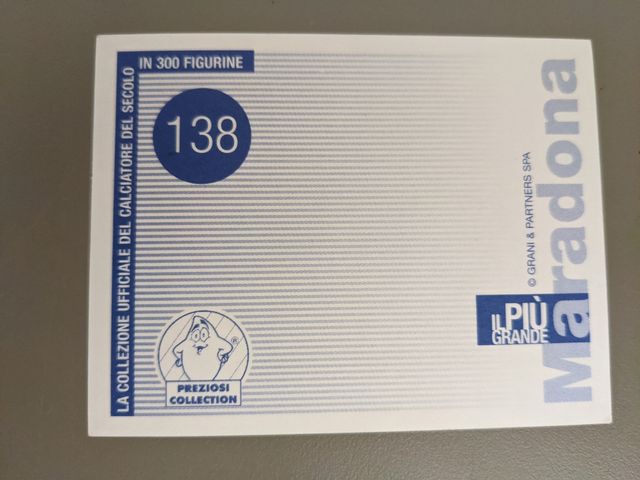 LA COLLEZIONE UFFICIALE DEL CALCIATORE DEL SECOLO
IN 300 FIGURINE
138
PREZIOSI
COLLECTION
®
© GRANI & PARTNERS SPA
IL PIÙ
GRANDE
Maradona